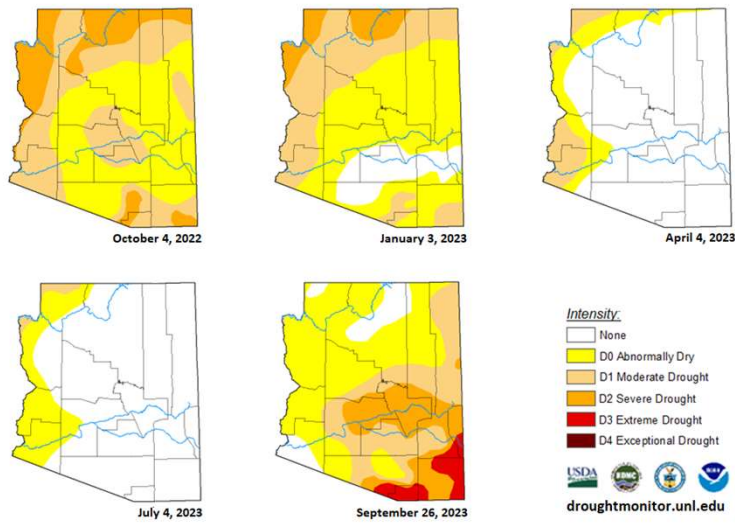 October 4, 2022
January 3, 2023
April 4, 2023
July 4, 2023
September 26, 2023
Intensity:
None
D0 Abnormally Dry
D1 Moderate Drought
D2 Severe Drought
D3 Extreme Drought
D4 Exceptional Drought
USDA
NDMC
droughtmonitor.unl.edu